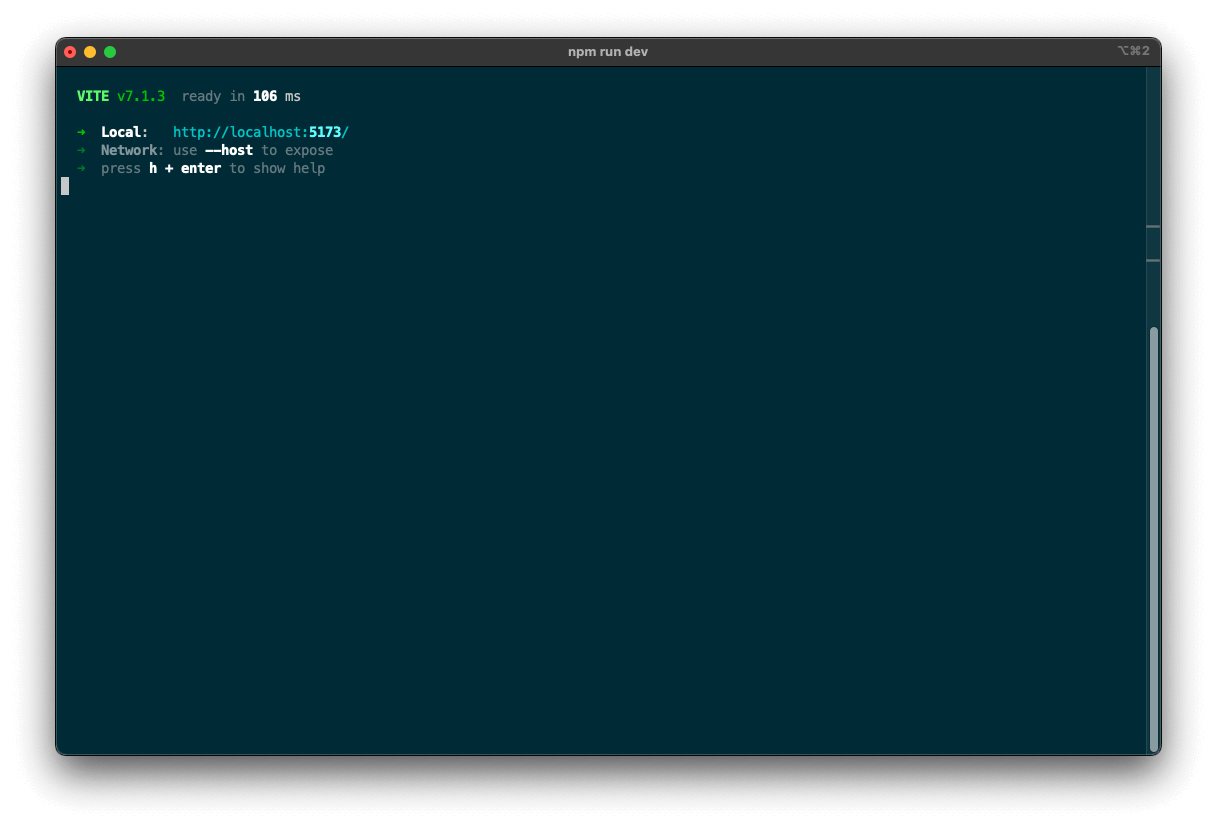 npm run dev
⌥⌘2
VITE v7.1.3 ready in 106 ms
➜ Local: http://localhost:5173/
➜ Network: use --host to expose
➜ press h + enter to show help